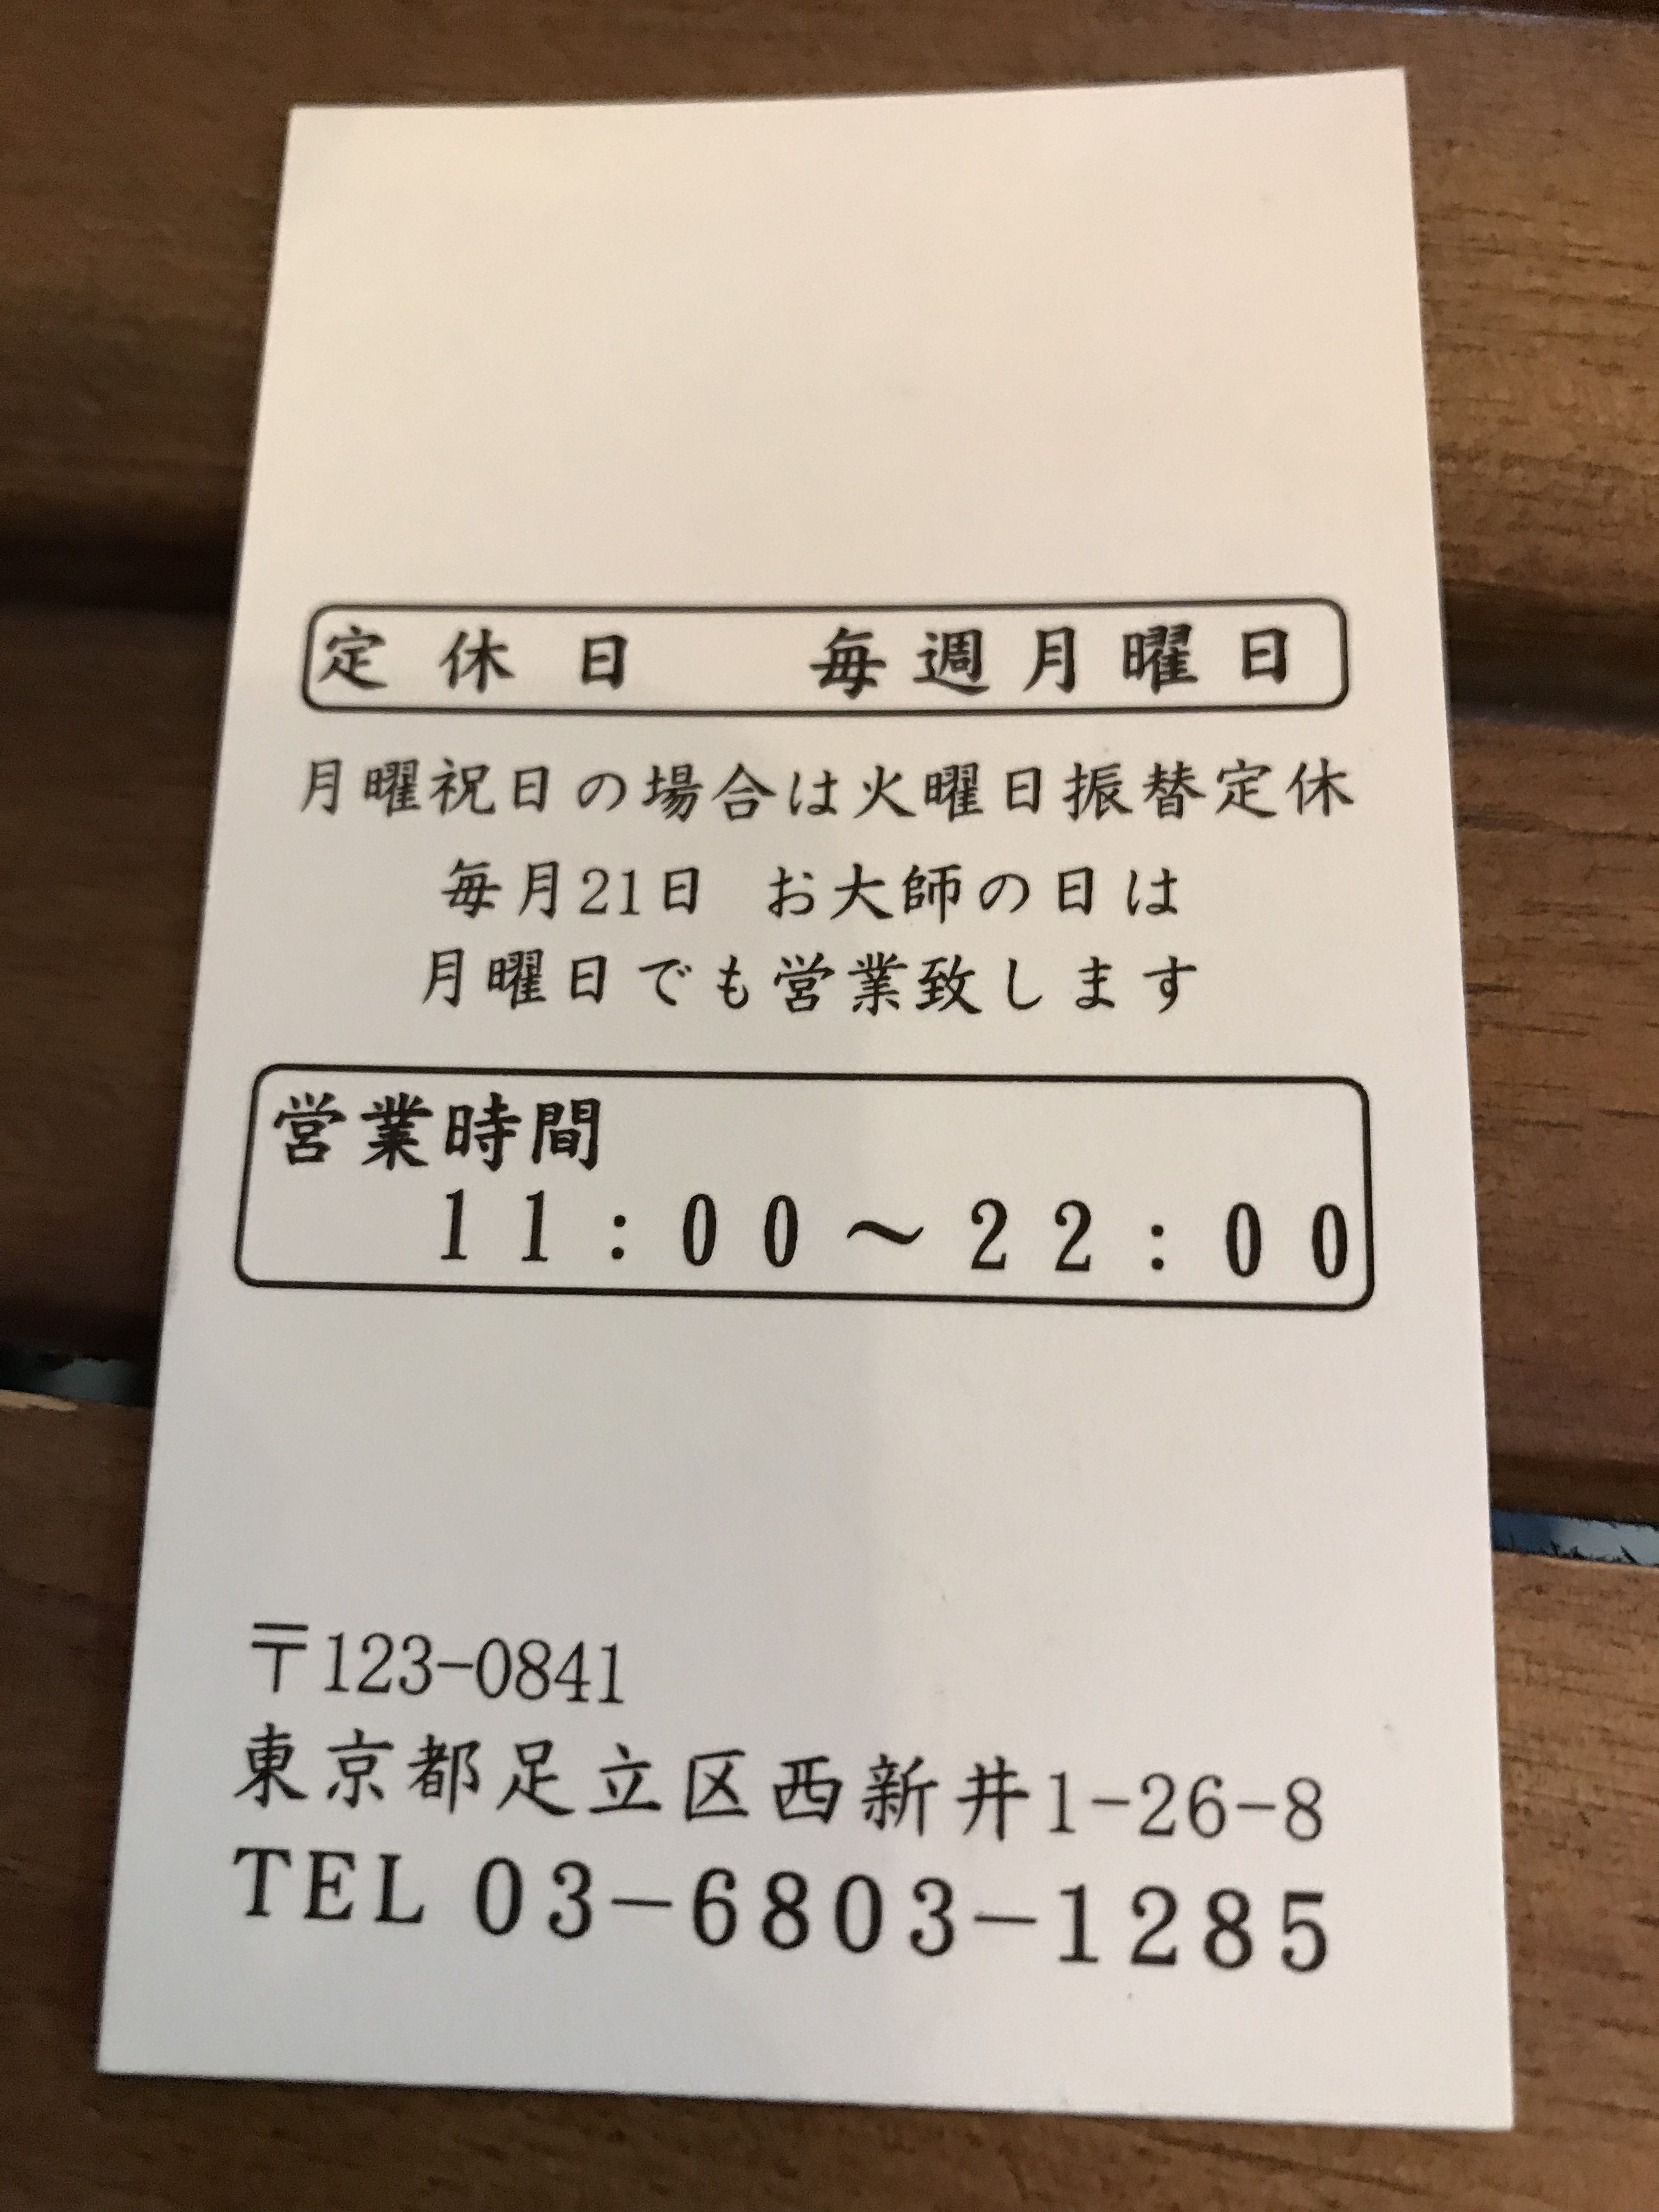 定休日　毎週月曜日
月曜祝日の場合は火曜日振替定休
毎月21日　お大師の日は
月曜日でも営業致します
営業時間
11:00～22:00
〒123-0841
東京都足立区西新井1-26-8
TEL 03-6803-1285